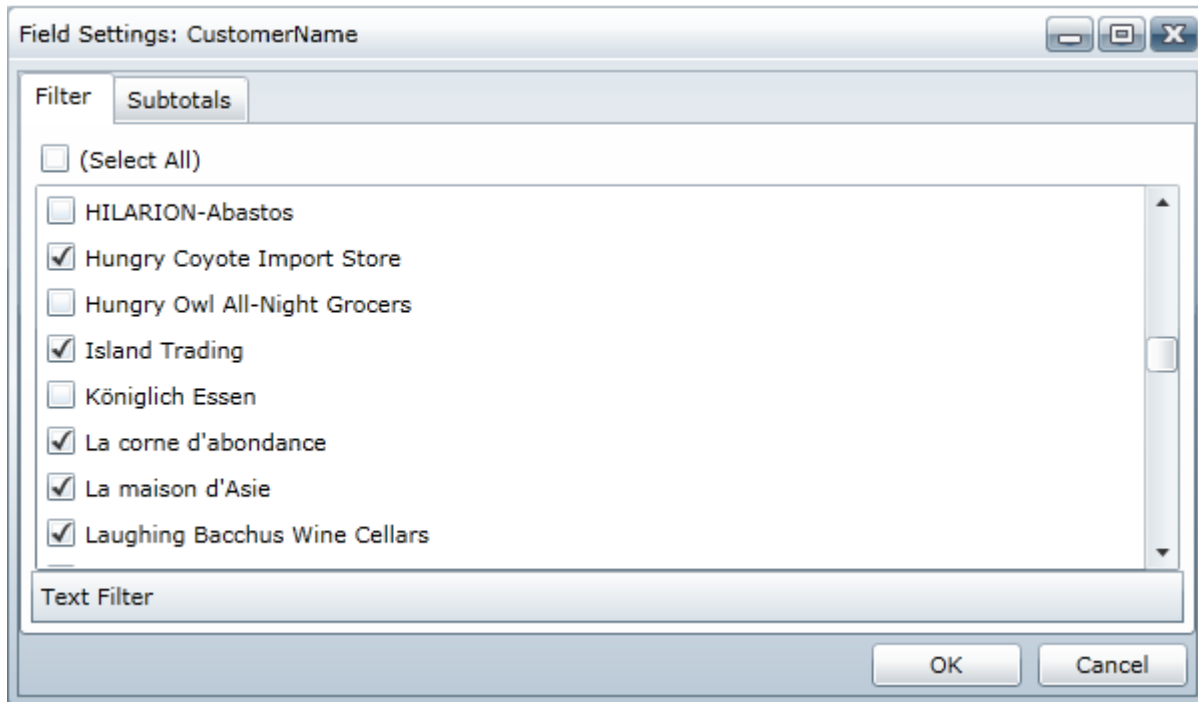 Field Settings: CustomerName
Filter
Subtotals
(Select All)
HILARION-Abastos
Hungry Coyote Import Store
Hungry Owl All-Night Grocers
Island Trading
Königlich Essen
La corne d'abondance
La maison d'Asie
Laughing Bacchus Wine Cellars
Text Filter
OK
Cancel